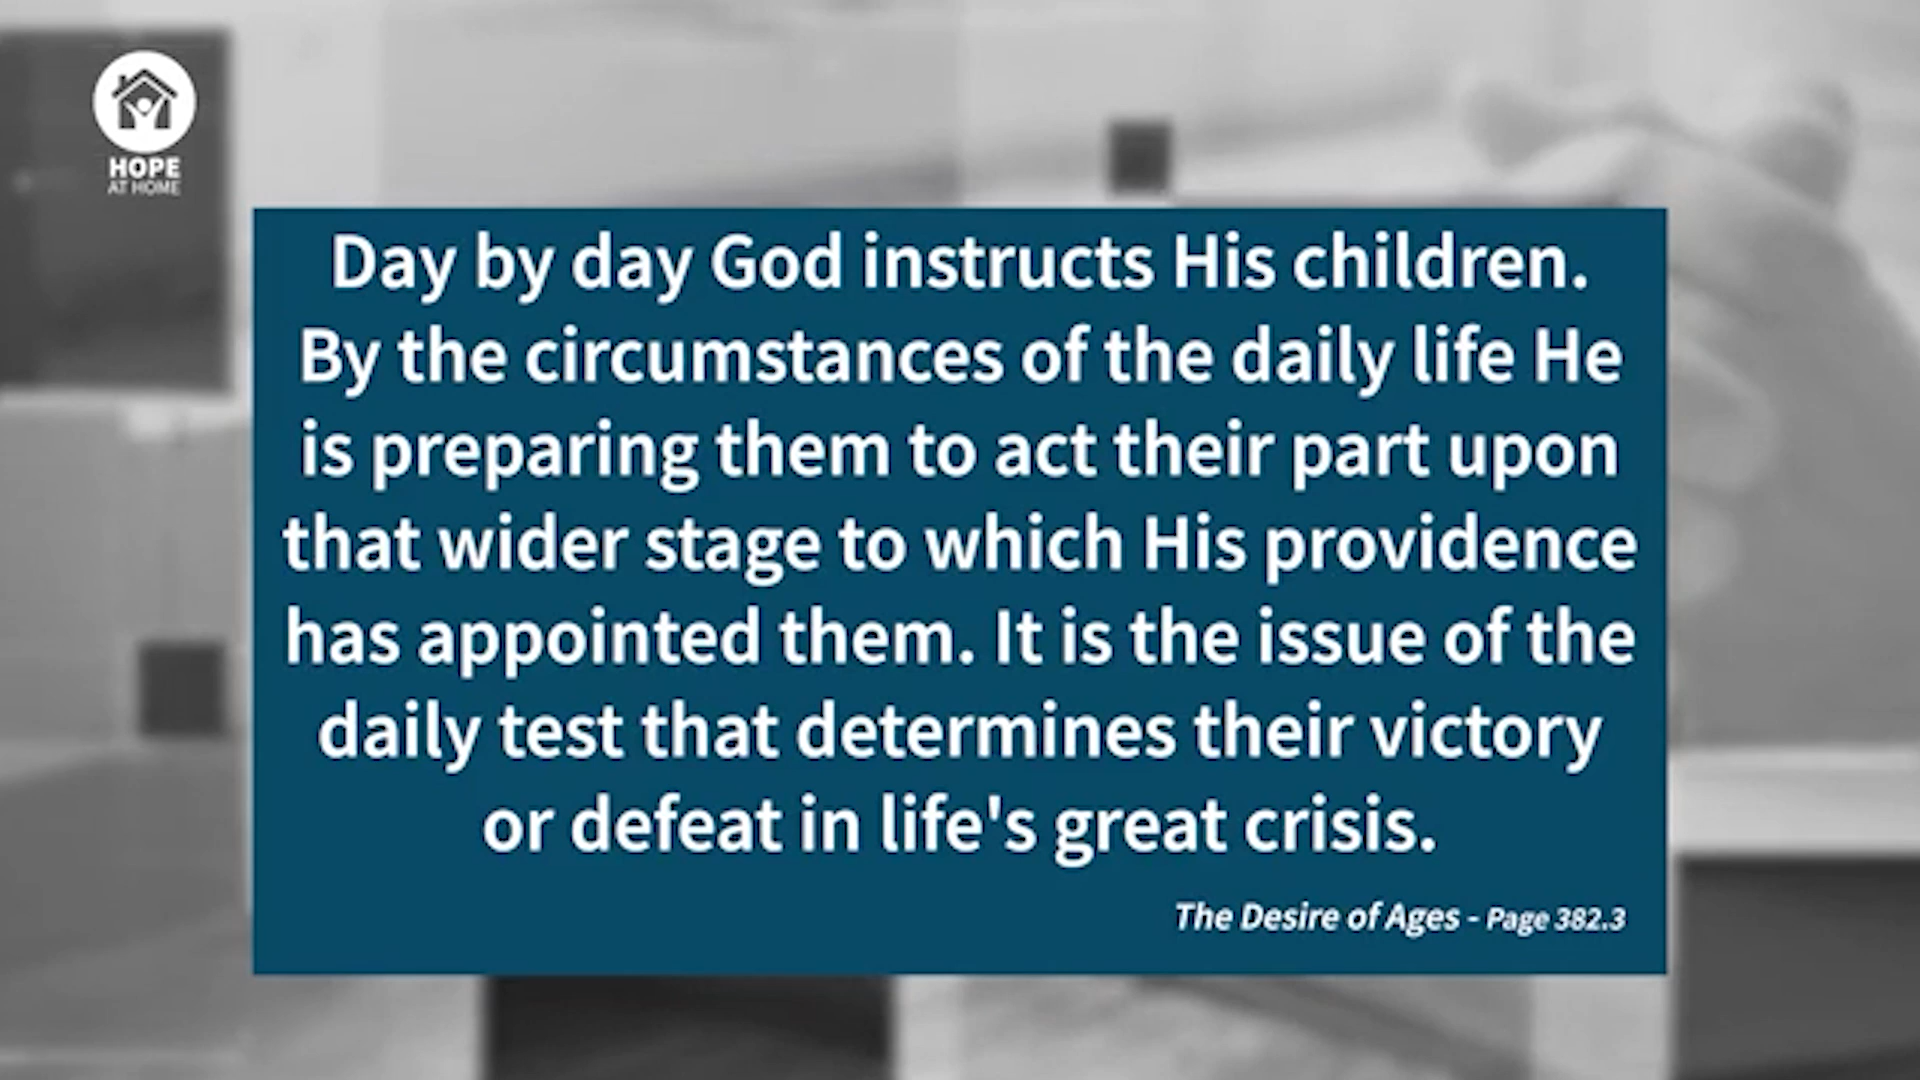 HOPE
AT HOME
Day by day God instructs His children.
By the circumstances of the daily life He
is preparing them to act their part upon
that wider stage to which His providence
has appointed them. It is the issue of the
daily test that determines their victory
or defeat in life's great crisis.
The Desire of Ages - Page 382.3